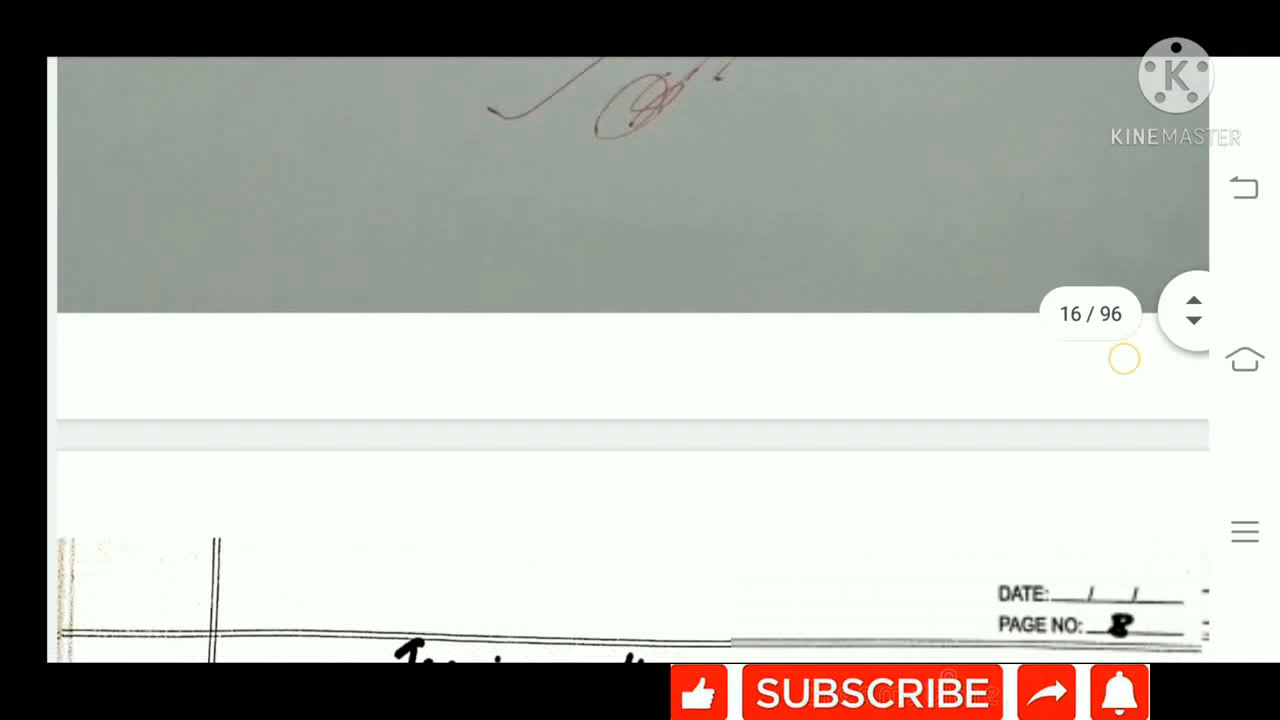 KINEMASTER
16 / 96
DATE: / /
PAGE NO: 8
SUBSCRIBE